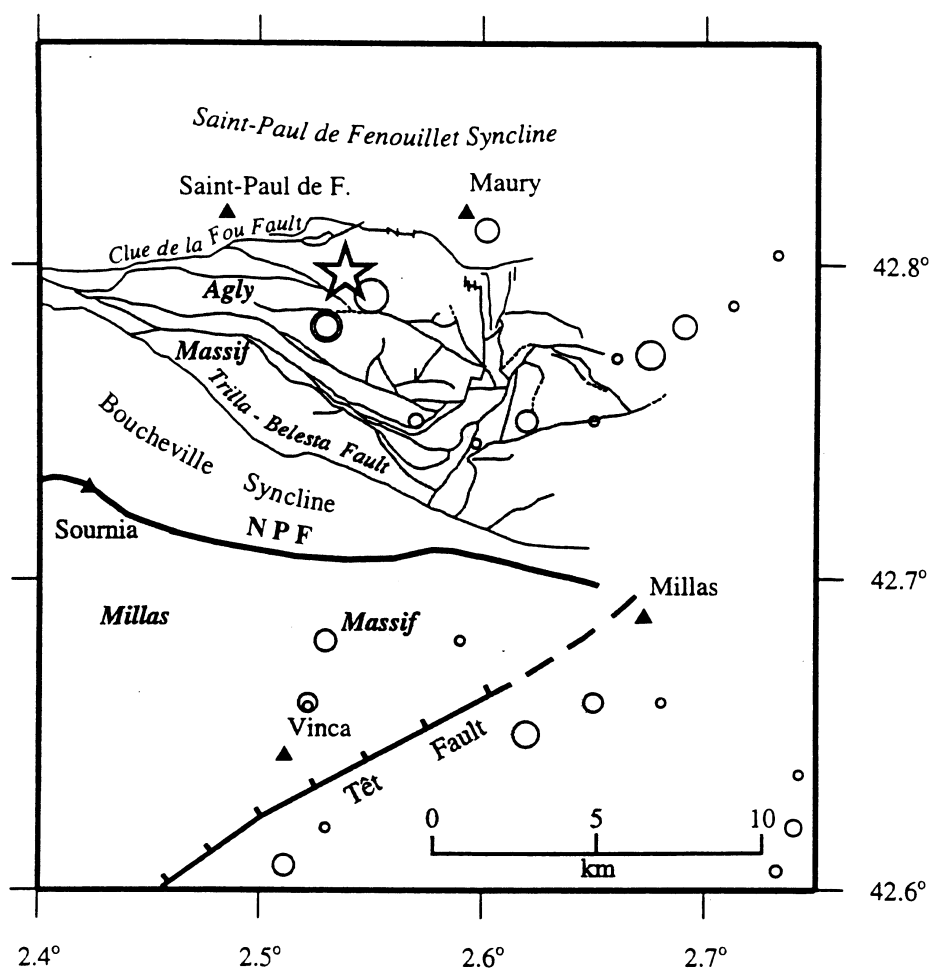 Saint-Paul de Fenouillet Syncline
Saint-Paul de F.
Maury
Clue de la Fou Fault
42.8°
Agly
Massif
Trilla - Belesta Fault
Boucheville
Syncline
NPF
Sournia
42.7°
Millas
Millas
Massif
Vinca
Têt
Fault
0
5
10
km
42.6°
2.4°
2.5°
2.6°
2.7°